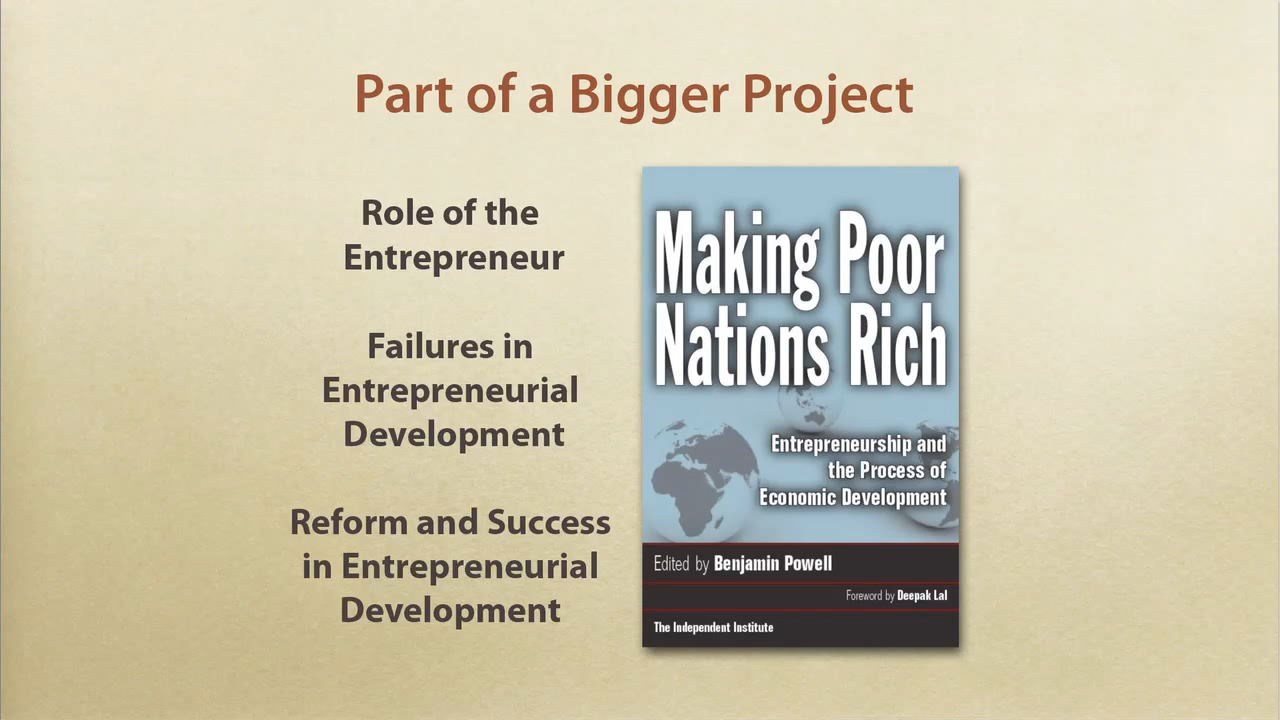 Part of a Bigger Project
Role of the
Entrepreneur
Failures in
Entrepreneurial
Development
Reform and Success
in Entrepreneurial
Development
Making Poor
Nations Rich
Entrepreneurship and
the Process of
Economic Development
Edited by Benjamin Powell
Foreword by Deepak Lal
The Independent Institute